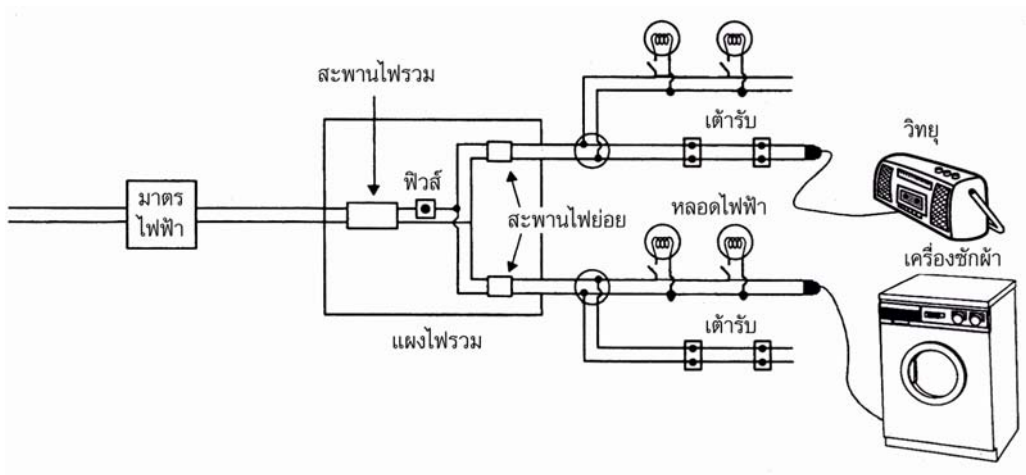 สะพานไฟรวม
เต้ารับ
วิทยุ
ฟิวส์
มาตร
ไฟฟ้า
สะพานไฟย่อย
หลอดไฟฟ้า
เครื่องซักผ้า
แผงไฟรวม
เต้ารับ